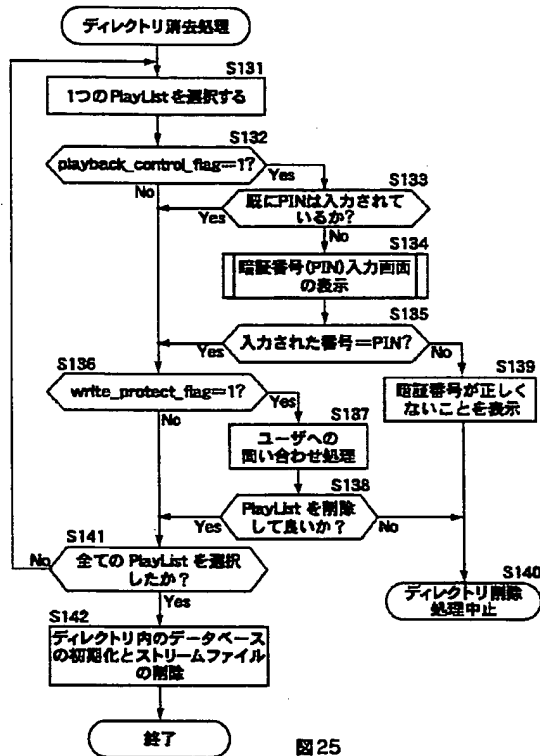 ディレクトリ消去処理
S131
1つのPlayListを選択する
S132
playback_control_flag=1?
Yes
No
S133
既にPINは入力されて
いるか?
Yes
No
S134
暗証番号(PIN)入力画面
の表示
S135
入力された番号=PIN?
Yes
No
S136
write_protect_flag=1?
Yes
No
S139
暗証番号が正しく
ないことを表示
S137
ユーザへの
問い合わせ処理
S138
PlayListを削除
して良いか?
Yes
No
S141
全てのPlayListを選択
したか?
No
Yes
S140
ディレクトリ削除
処理中止
S142
ディレクトリ内のデータベース
の初期化とストリームファイル
の削除
終了
図25